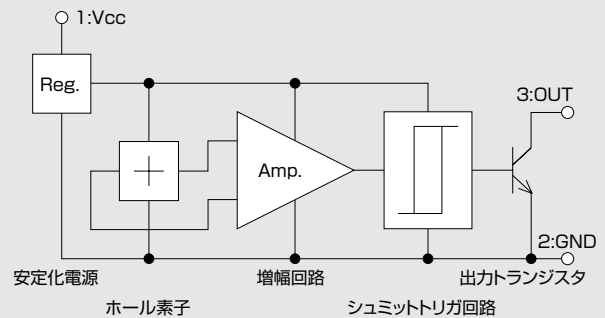 1:Vcc
Reg.
3:OUT
Amp.
2:GND
安定化電源
増幅回路
出力トランジスタ
ホール素子
シュミットトリガ回路